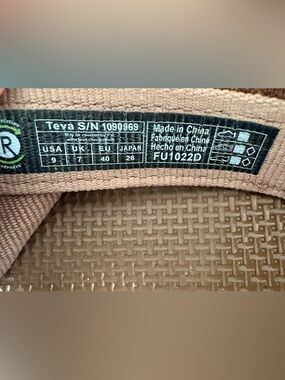 R
Teva S/N 1090969
USA UK EU JAPAN
9 7 40 26
Made in China
Fabriqué en Chine
Hecho en China
FU1022D